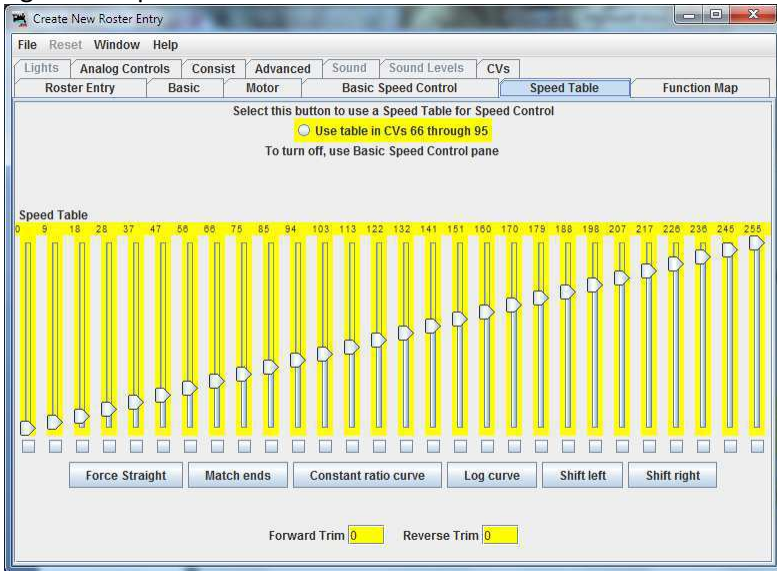 Create New Roster Entry
File Reset Window Help
Lights Analog Controls Consist Advanced Sound Sound Levels CVs
Roster Entry Basic Motor Basic Speed Control Speed Table Function Map
Select this button to use a Speed Table for Speed Control
Use table in CVs 66 through 95
To turn off, use Basic Speed Control pane
Speed Table
0 9 18 28 37 47 56 66 75 85 94 103 113 122 132 141 151 160 170 179 188 198 207 217 226 236 245 255
Force Straight Match ends Constant ratio curve Log curve Shift left Shift right
Forward Trim 0 Reverse Trim 0